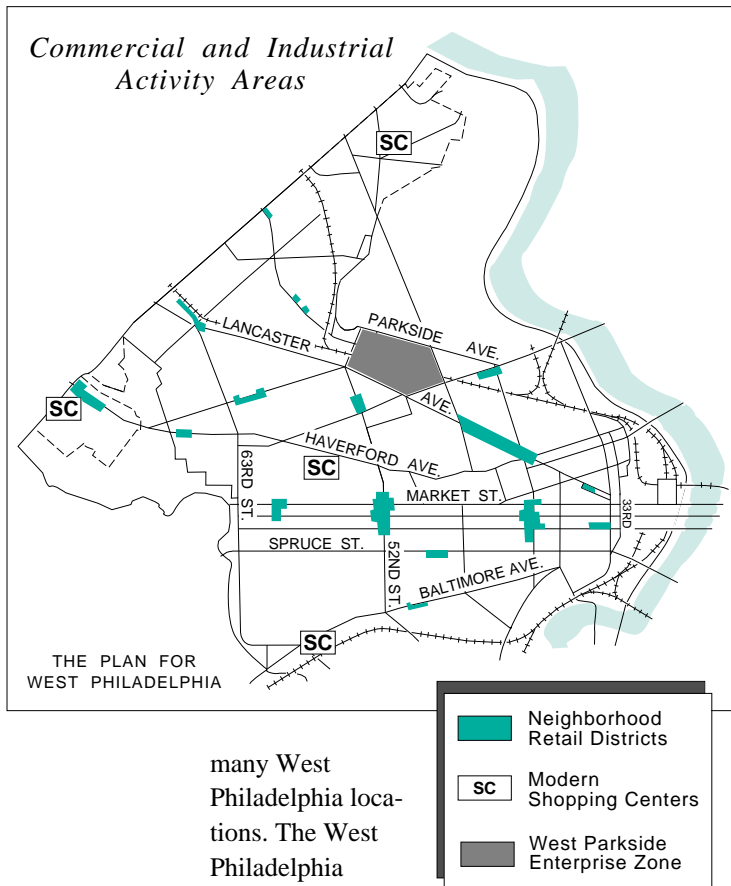 Commercial and Industrial
Activity Areas
SC
PARKSIDE AVE.
LANCASTER AVE.
SC
HAVERFORD AVE.
SC
63RD ST.
MARKET ST.
33RD
SPRUCE ST.
52ND ST.
BALTIMORE AVE.
SC
THE PLAN FOR
WEST PHILADELPHIA
Neighborhood
Retail Districts
SC
Modern
Shopping Centers
West Parkside
Enterprise Zone
many West
Philadelphia loca-
tions. The West
Philadelphia